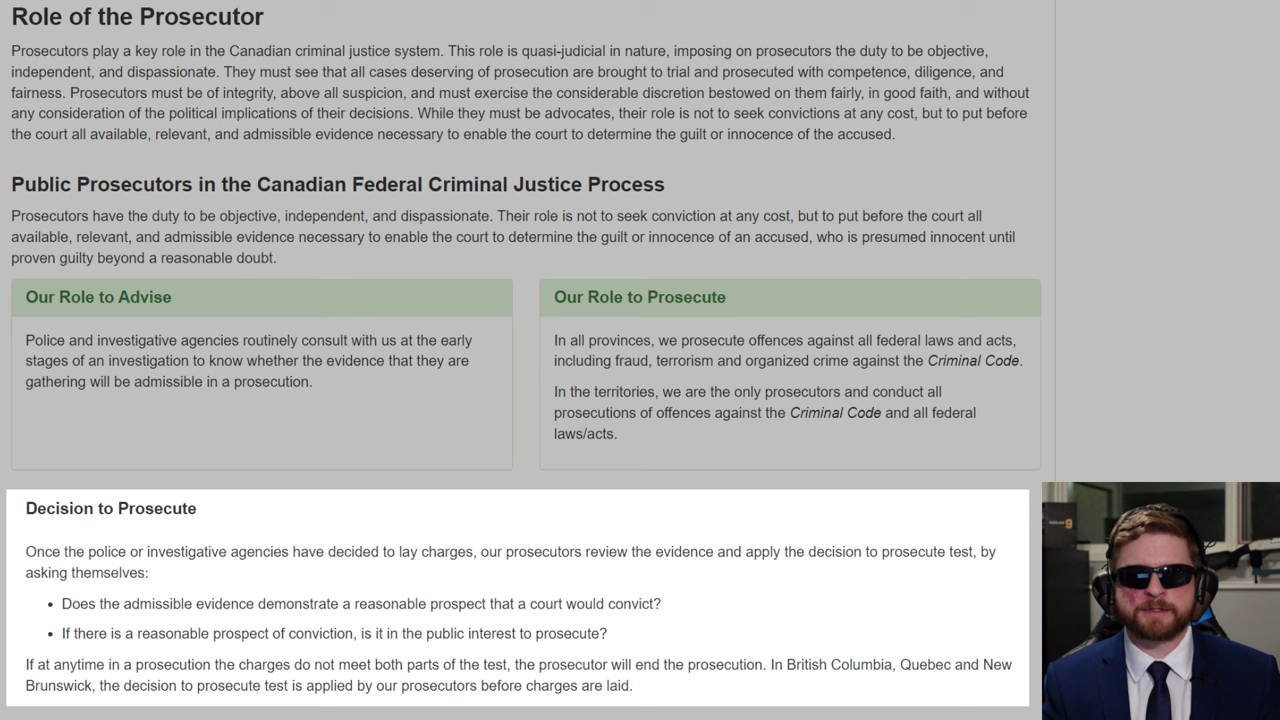 Role of the Prosecutor
Prosecutors play a key role in the Canadian criminal justice system. This role is quasi-judicial in nature, imposing on prosecutors the duty to be objective,
independent, and dispassionate. They must see that all cases deserving of prosecution are brought to trial and prosecuted with competence, diligence, and
fairness. Prosecutors must be of integrity, above all suspicion, and must exercise the considerable discretion bestowed on them fairly, in good faith, and without
any consideration of the political implications of their decisions. While they must be advocates, their role is not to seek convictions at any cost, but to put before
the court all available, relevant, and admissible evidence necessary to enable the court to determine the guilt or innocence of the accused.
Public Prosecutors in the Canadian Federal Criminal Justice Process
Prosecutors have the duty to be objective, independent, and dispassionate. Their role is not to seek conviction at any cost, but to put before the court all
available, relevant, and admissible evidence necessary to enable the court to determine the guilt or innocence of an accused, who is presumed innocent until
proven guilty beyond a reasonable doubt.
Our Role to Advise
Police and investigative agencies routinely consult with us at the early
stages of an investigation to know whether the evidence that they are
gathering will be admissible in a prosecution.
Our Role to Prosecute
In all provinces, we prosecute offences against all federal laws and acts,
including fraud, terrorism and organized crime against the Criminal Code.
In the territories, we are the only prosecutors and conduct all
prosecutions of offences against the Criminal Code and all federal
laws/acts.
Decision to Prosecute
Once the police or investigative agencies have decided to lay charges, our prosecutors review the evidence and apply the decision to prosecute test, by
asking themselves:
• Does the admissible evidence demonstrate a reasonable prospect that a court would convict?
• If there is a reasonable prospect of conviction, is it in the public interest to prosecute?
If at anytime in a prosecution the charges do not meet both parts of the test, the prosecutor will end the prosecution. In British Columbia, Quebec and New
Brunswick, the decision to prosecute test is applied by our prosecutors before charges are laid.
9